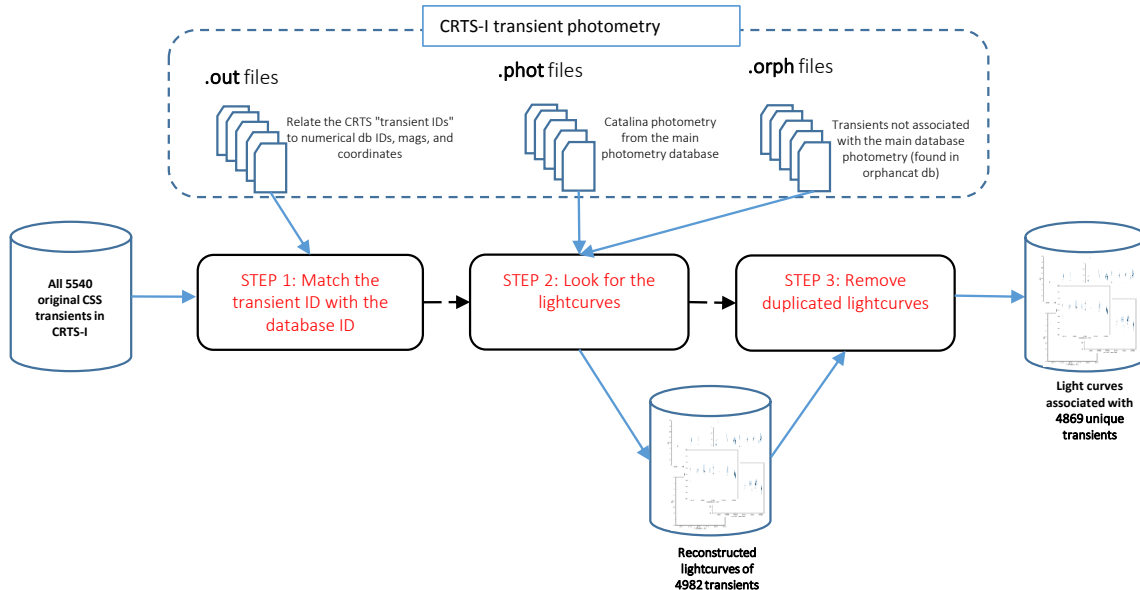 CRTS-I transient photometry
.out files
Relate the CRTS "transient IDs"
to numerical db IDs, mags, and
coordinates
.phot files
Catalina photometry
from the main
photometry database
.orph files
Transients not associated
with the main database
photometry (found in
orphancat db)
All 5540
original CSS
transients in
CRTS-I
STEP 1: Match the
transient ID with the
database ID
STEP 2: Look for the
lightcurves
STEP 3: Remove
duplicated lightcurves
Light curves
associated with
4869 unique
transients
Reconstructed
lightcurves of
4982 transients